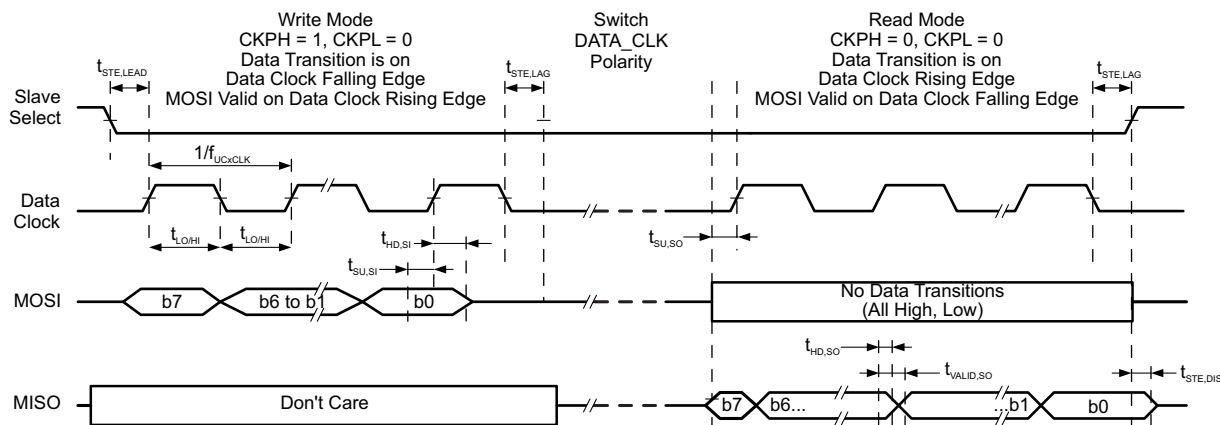 Write Mode
CKPH = 1, CKPL = 0
Data Transition is on
Data Clock Falling Edge
MOSI Valid on Data Clock Rising Edge
Switch
DATA_CLK
Polarity
Read Mode
CKPH = 0, CKPL = 0
Data Transition is on
Data Clock Rising Edge
MOSI Valid on Data Clock Falling Edge
tSTE,LEAD
tSTE,LAG
tSTE,LAG
Slave
Select
1/fUCxCLK
Data
Clock
tLO/HI
tLO/HI
tHD,SI
tSU,SI
tSU,SO
MOSI
b7
b6 to b1
b0
No Data Transitions
(All High, Low)
tHD,SO
tVALID,SO
tSTE,DIS
MISO
Don't Care
b7
b6...
...b1
b0